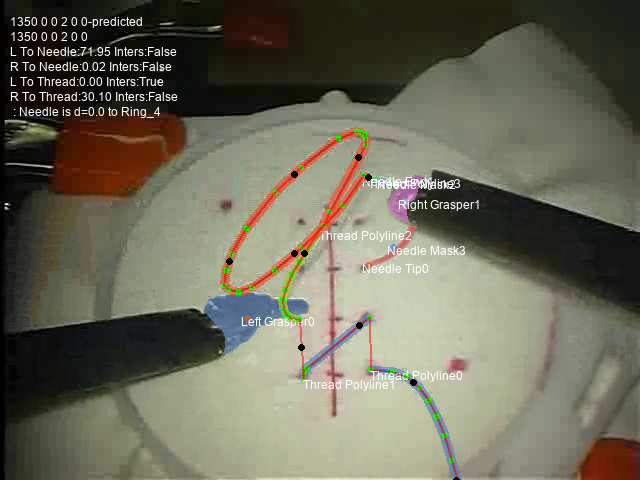 1350 0 0 2 0 0-predicted
1350 0 0 2 0 0
L To Needle:71.95 Inters:False
R To Needle:0.02 Inters:False
L To Thread:0.00 Inters:True
R To Thread:30.10 Inters:False
: Needle is d=0.0 to Ring_4
Right Grasper1
Thread Polyline2
Needle Mask3
Needle Tip0
Left Grasper0
Thread Polyline0
Thread Polyline1